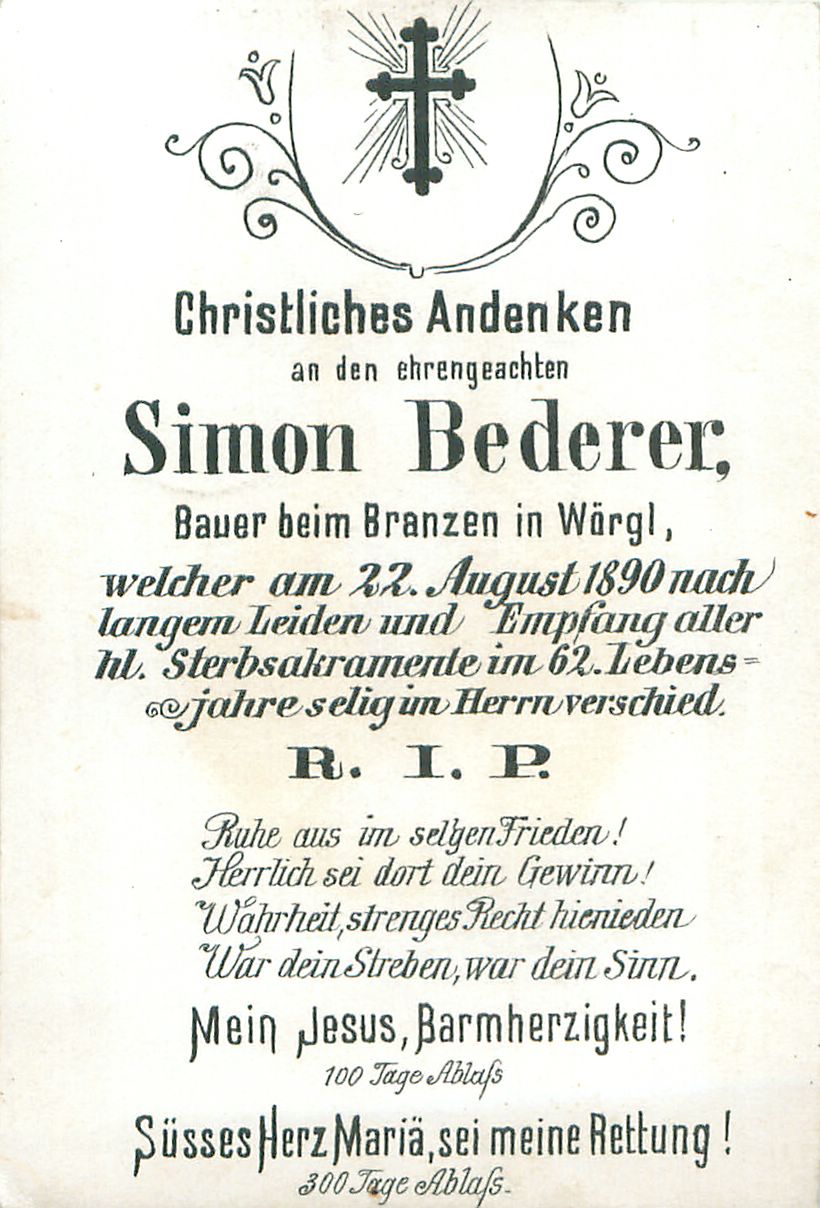 Christliches Andenken
an den ehrengeachten
Simon Bederer,
Bauer beim Branzen in Wörgl,
welcher am 22. August 1890 nach
langem Leiden und Empfang aller
hl. Sterbsakramente im 62. Lebens=
jahre selig im Herrn verschied.
R. I. P.
Ruhe aus im sel'gen Frieden!
Herrlich sei dort dein Gewinn!
Wahrheit, strenges Recht hienieden
War dein Streben, war dein Sinn.
Mein Jesus, Barmherzigkeit!
100 Tage Ablaſs
Süsses Herz Mariä, sei meine Rettung!
300 Tage Ablaſs.